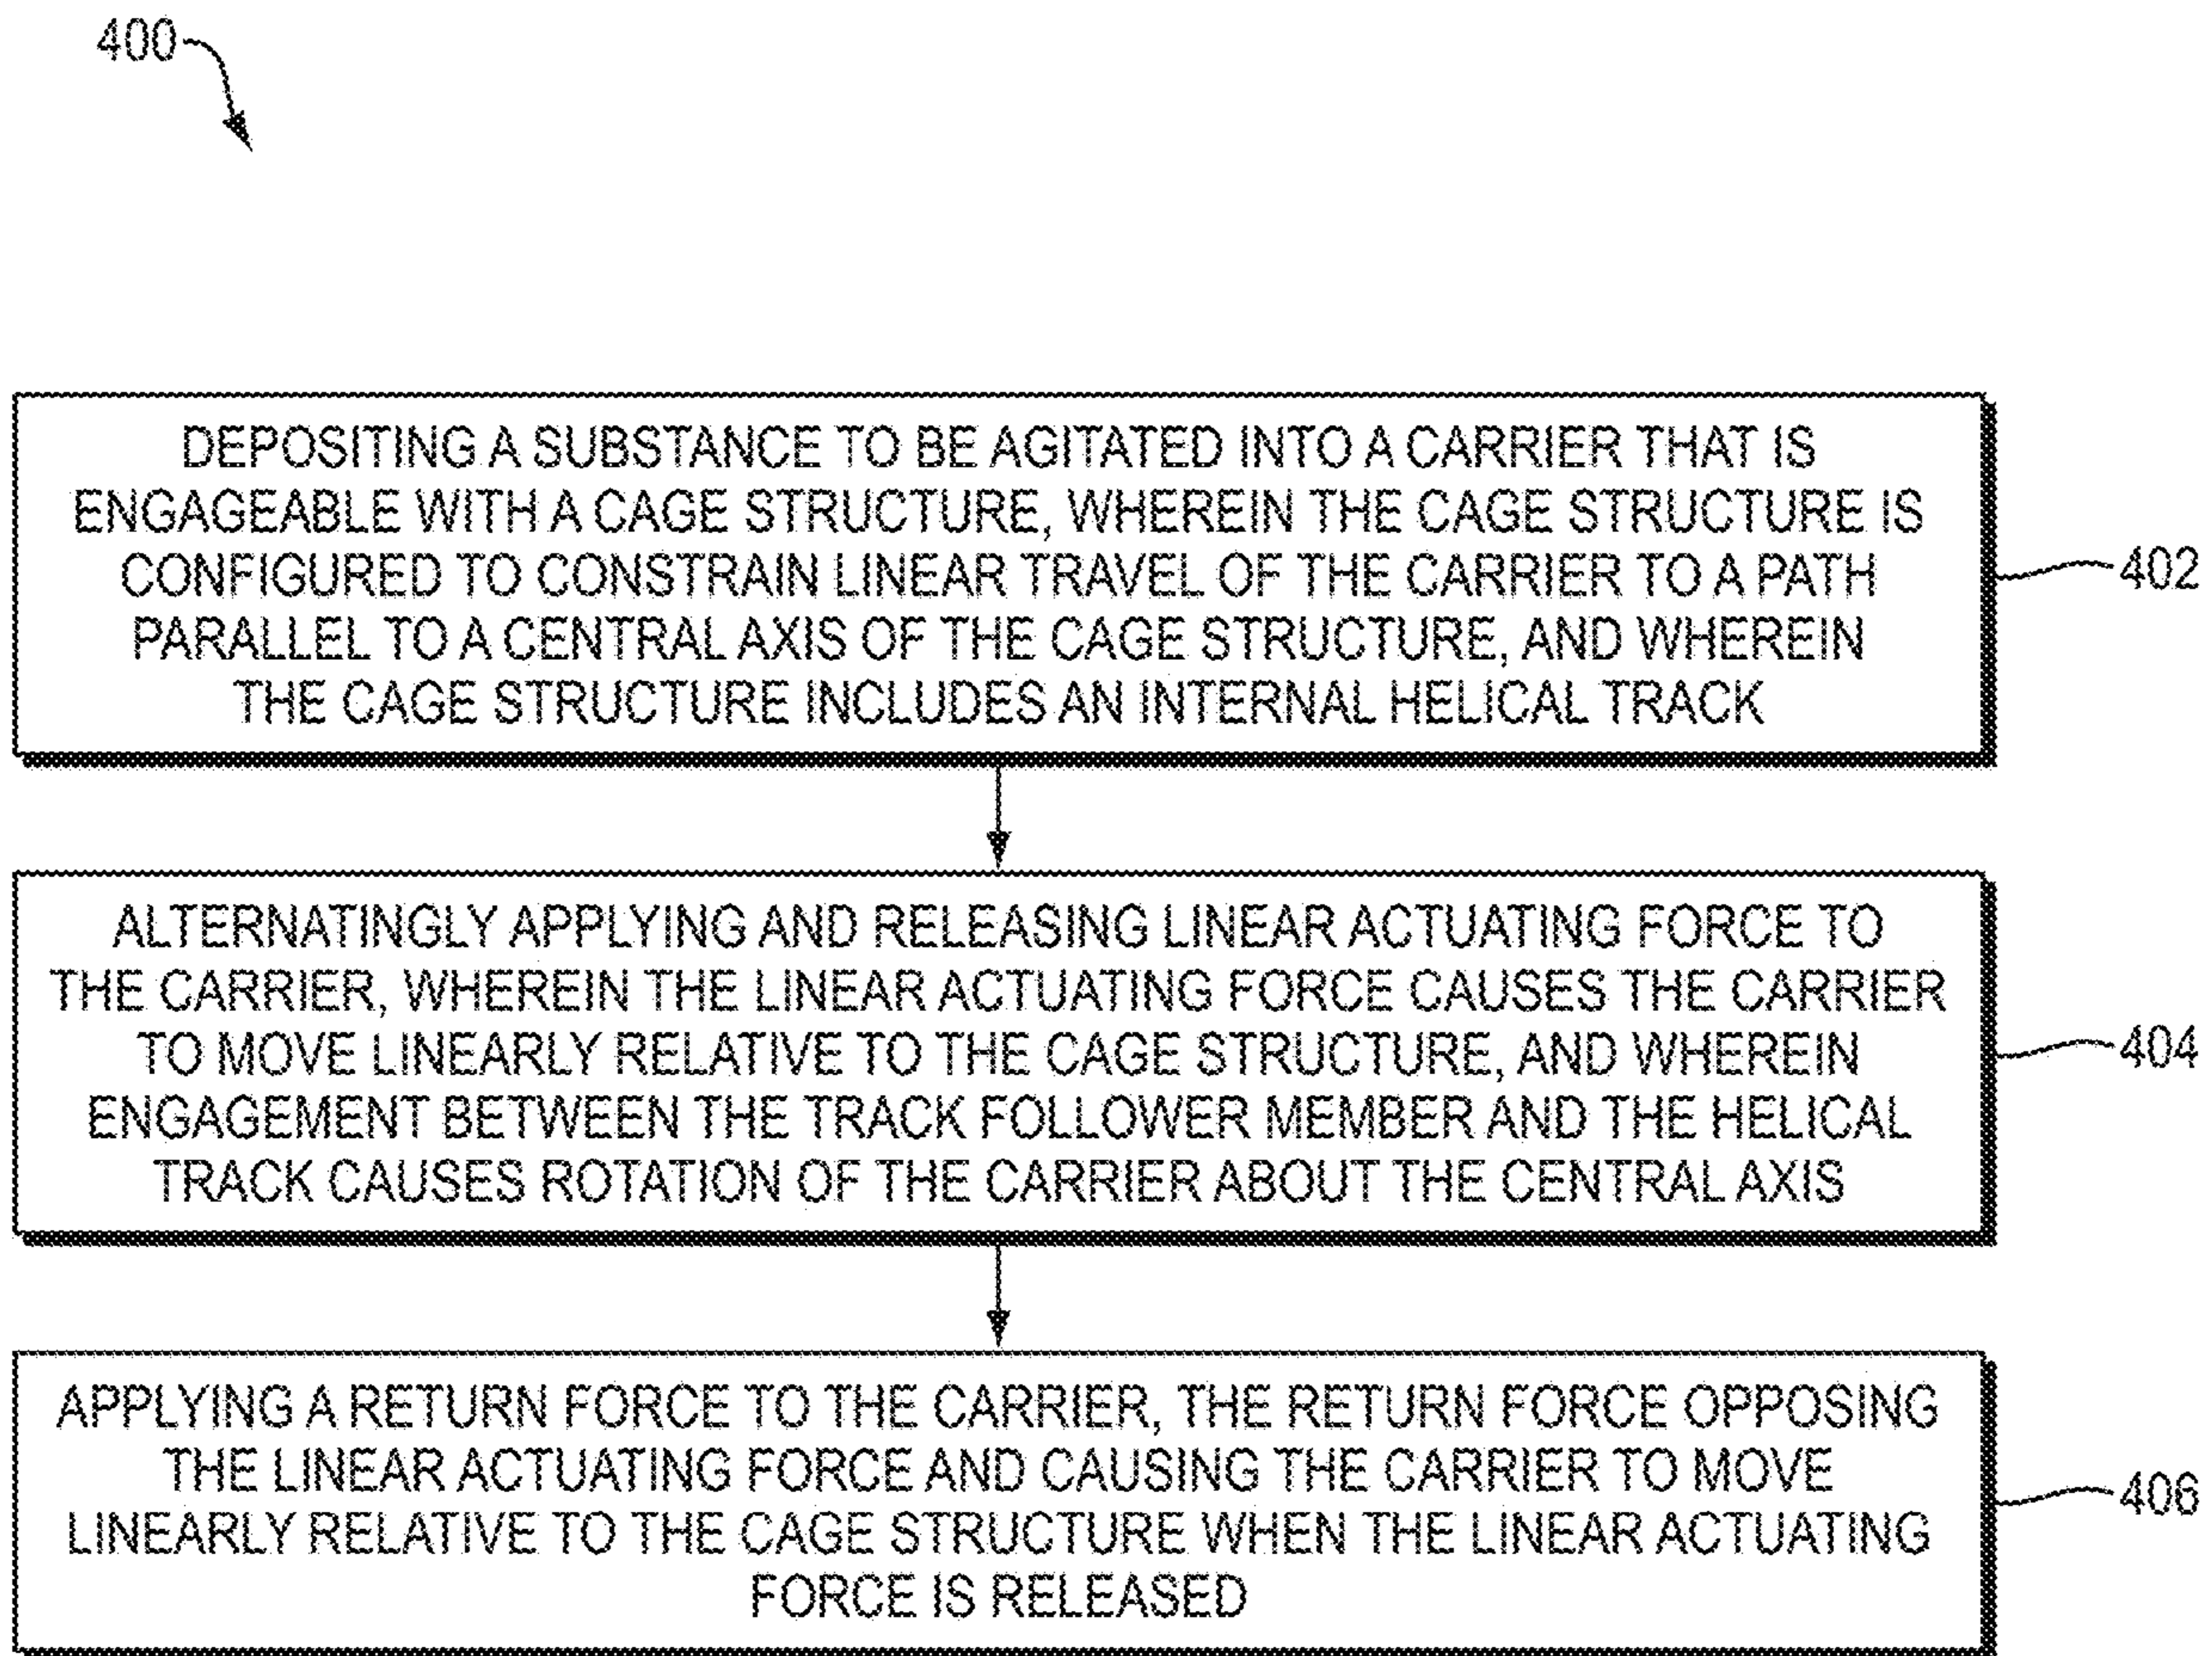 400
DEPOSITING A SUBSTANCE TO BE AGITATED INTO A CARRIER THAT IS
ENGAGEABLE WITH A CAGE STRUCTURE, WHEREIN THE CAGE STRUCTURE IS
CONFIGURED TO CONSTRAIN LINEAR TRAVEL OF THE CARRIER TO A PATH
PARALLEL TO A CENTRAL AXIS OF THE CAGE STRUCTURE, AND WHEREIN
THE CAGE STRUCTURE INCLUDES AN INTERNAL HELICAL TRACK
402
ALTERNATINGLY APPLYING AND RELEASING LINEAR ACTUATING FORCE TO
THE CARRIER, WHEREIN THE LINEAR ACTUATING FORCE CAUSES THE CARRIER
TO MOVE LINEARLY RELATIVE TO THE CAGE STRUCTURE, AND WHEREIN
ENGAGEMENT BETWEEN THE TRACK FOLLOWER MEMBER AND THE HELICAL
TRACK CAUSES ROTATION OF THE CARRIER ABOUT THE CENTRAL AXIS
404
APPLYING A RETURN FORCE TO THE CARRIER, THE RETURN FORCE OPPOSING
THE LINEAR ACTUATING FORCE AND CAUSING THE CARRIER TO MOVE
LINEARLY RELATIVE TO THE CAGE STRUCTURE WHEN THE LINEAR ACTUATING
FORCE IS RELEASED
406